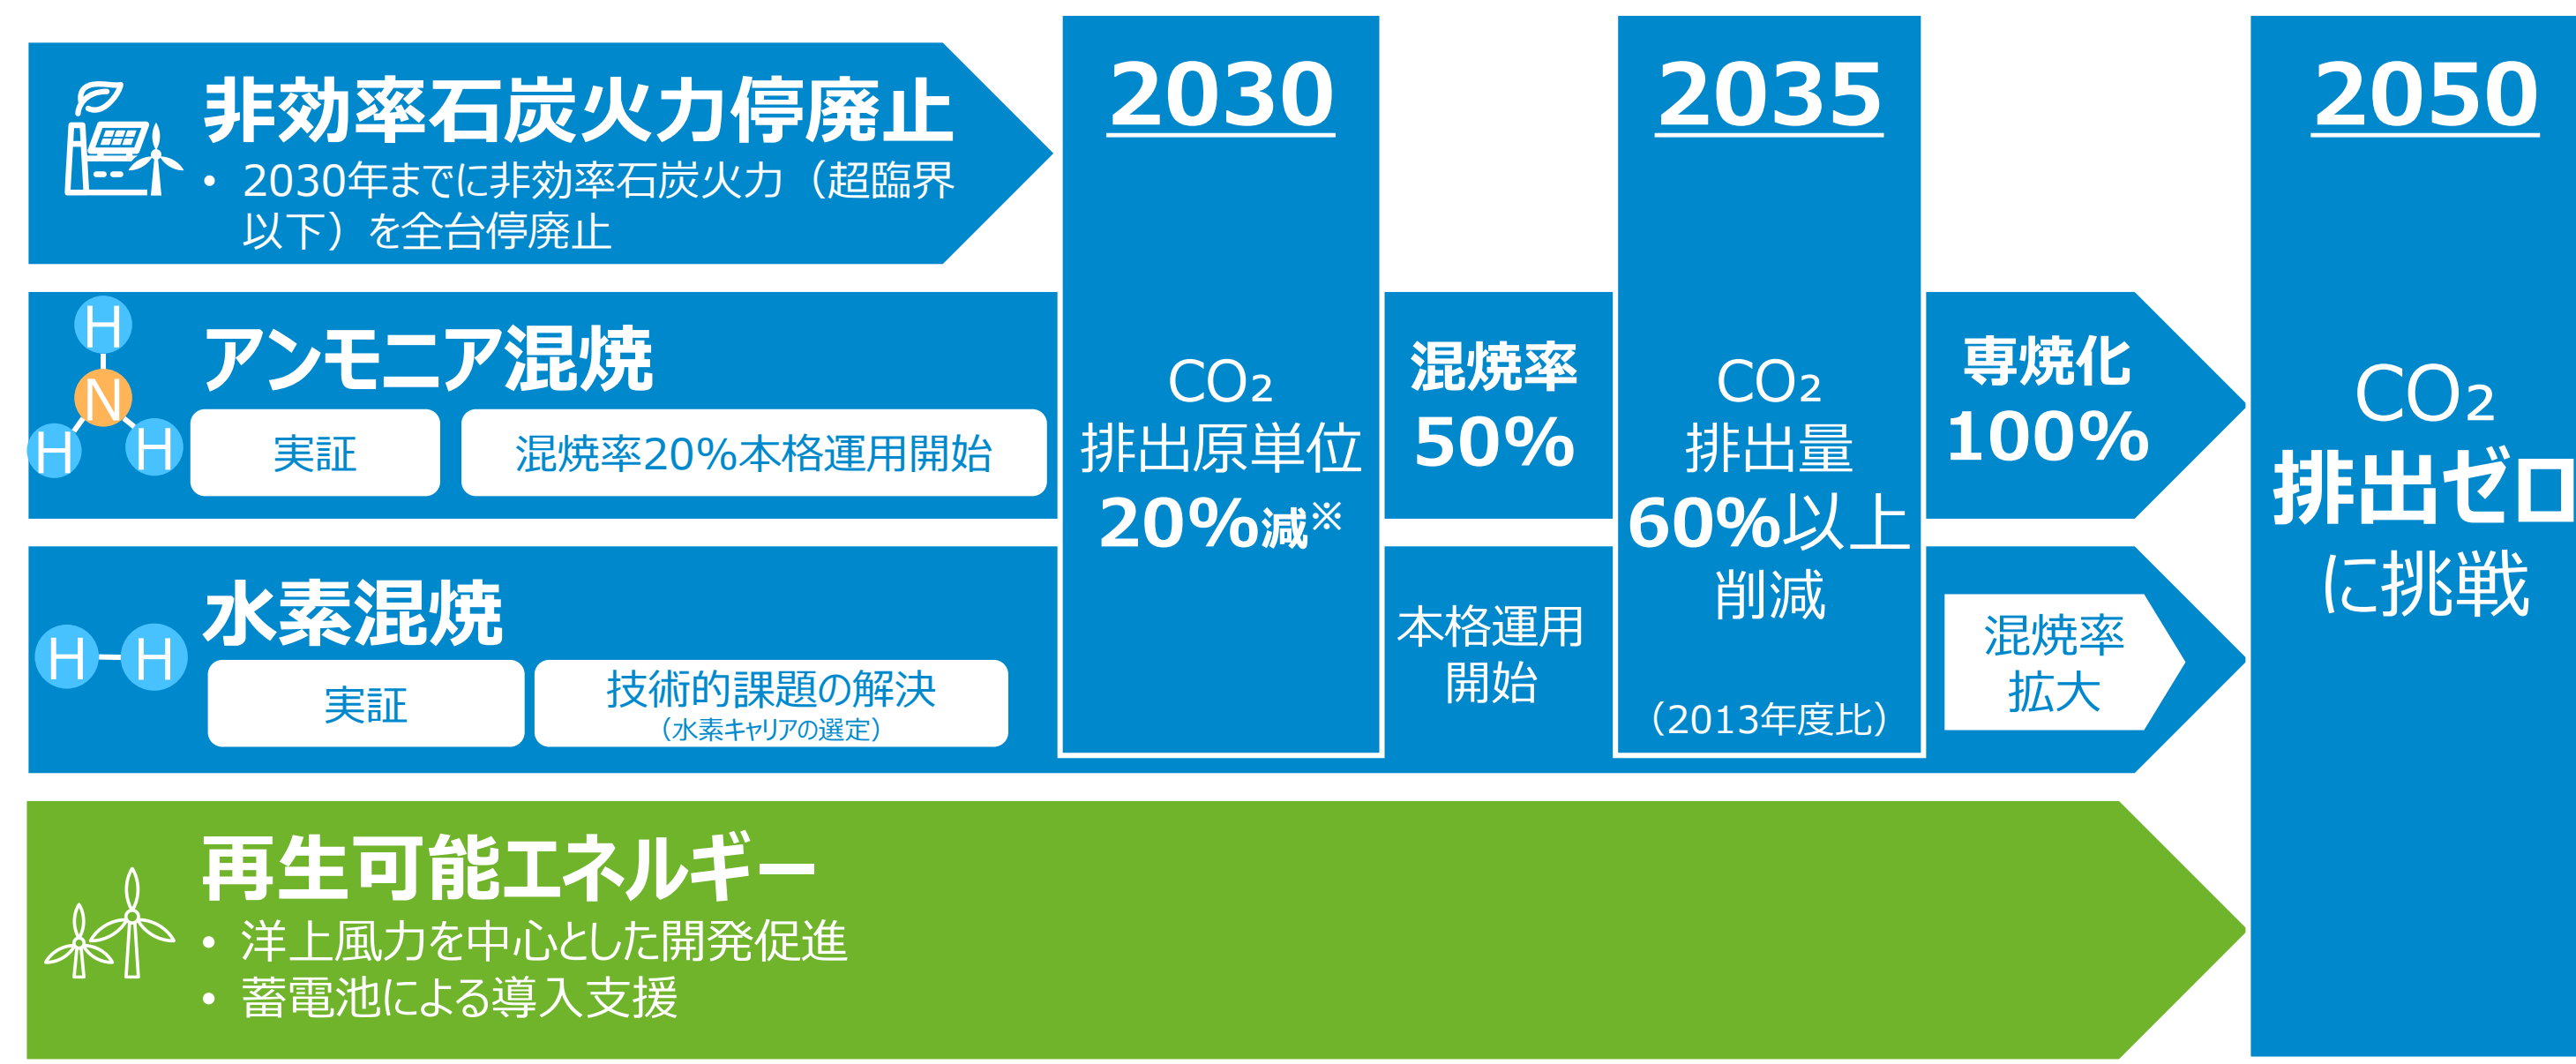 非効率石炭火力停廃止
• 2030年までに非効率石炭火力（超臨界
以下）を全台停廃止
H
N
H
H
アンモニア混焼
実証
混焼率20%本格運用開始
H
H
水素混焼
実証
技術的課題の解決
（水素キャリアの選定）
再生可能エネルギー
• 洋上風力を中心とした開発促進
• 蓄電池による導入支援
2030
CO₂
排出原単位
20%減※
混焼率
50%
本格運用
開始
2035
CO₂
排出量
60%以上
削減
（2013年度比）
専焼化
100%
混焼率
拡大
2050
CO₂
排出ゼロ
に挑戦